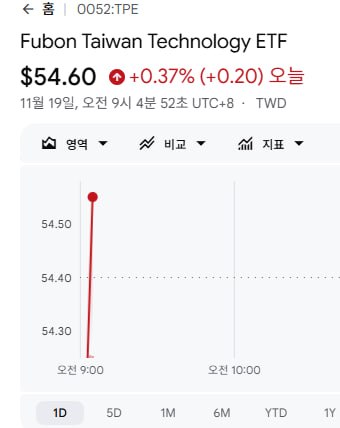 ← 홈 | 0052:TPE
Fubon Taiwan Technology ETF
$54.60 +0.37% (+0.20) 오늘
11월 19일, 오전 9시 4분 52초 UTC+8 · TWD
영역 비교 지표
54.50
54.40
54.30
오전 9:00 오전 10:00
1D 5D 1M 6M YTD 1Y